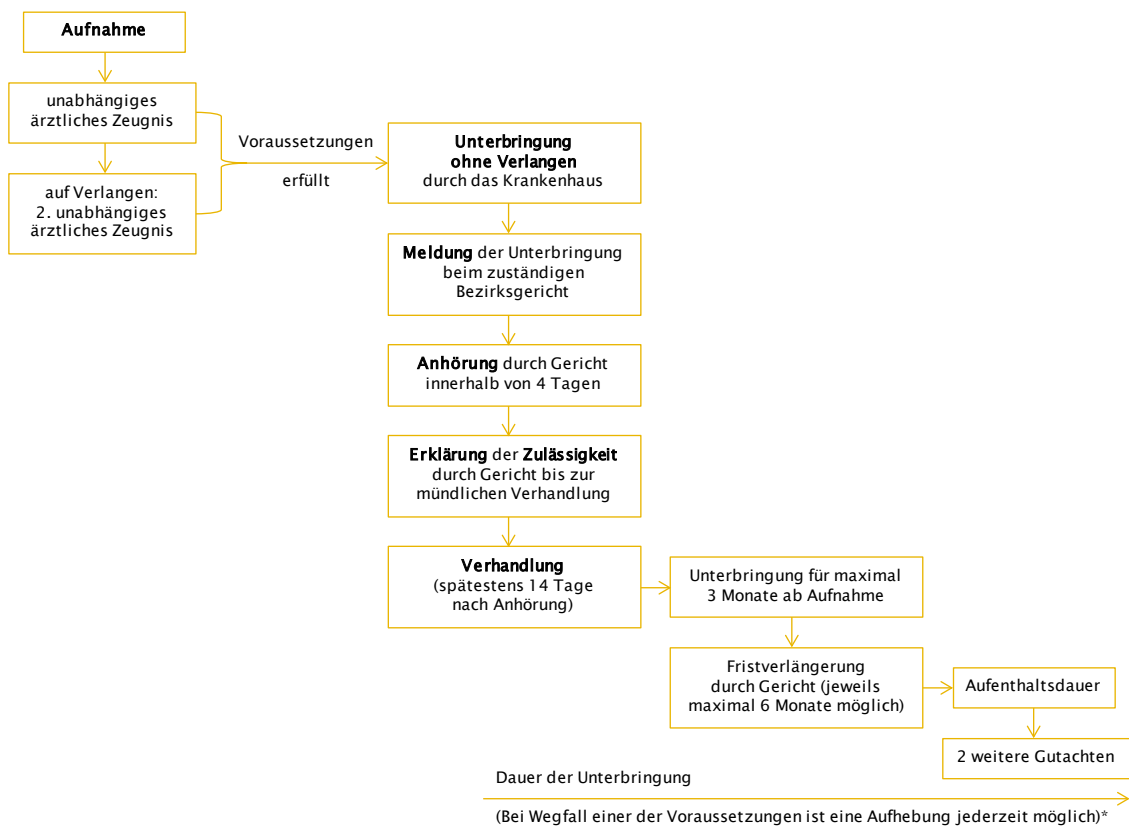 Aufnahme
unabhängiges
ärztliches Zeugnis
auf Verlangen:
2. unabhängiges
ärztliches Zeugnis
Voraussetzungen
erfüllt
Unterbringung
ohne Verlangen
durch das Krankenhaus
Meldung der Unterbringung
beim zuständigen
Bezirksgericht
Anhörung durch Gericht
innerhalb von 4 Tagen
Erklärung der Zulässigkeit
durch Gericht bis zur
mündlichen Verhandlung
Verhandlung
(spätestens 14 Tage
nach Anhörung)
Unterbringung für maximal
3 Monate ab Aufnahme
Fristverlängerung
durch Gericht (jeweils
maximal 6 Monate möglich)
Aufenthaltsdauer
2 weitere Gutachten
Dauer der Unterbringung
(Bei Wegfall einer der Voraussetzungen ist eine Aufhebung jederzeit möglich)*